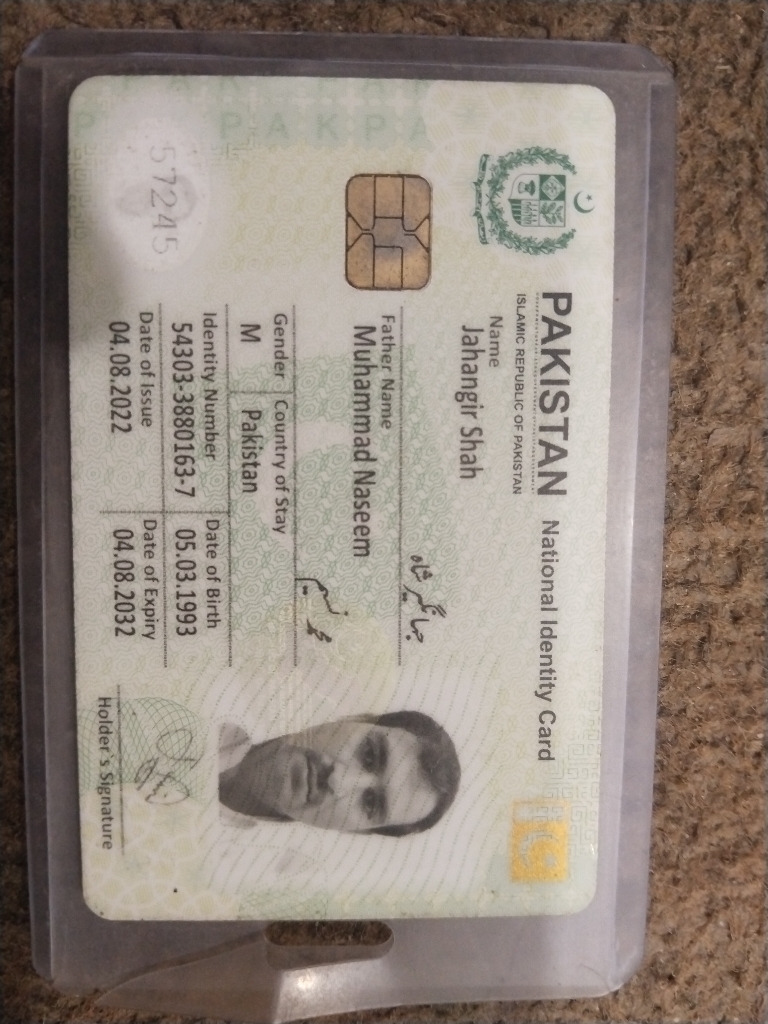 PAKISTAN National Identity Card
ISLAMIC REPUBLIC OF PAKISTAN
Name
Jahangir Shah
جہانگیر شاہ
Father Name
Muhammad Naseem
محمد نسیم
Gender Country of Stay
M Pakistan
Identity Number Date of Birth
54303-3880163-7 05.03.1993
Date of Issue Date of Expiry
04.08.2022 04.08.2032
Holder's Signature
57245
PAKPA